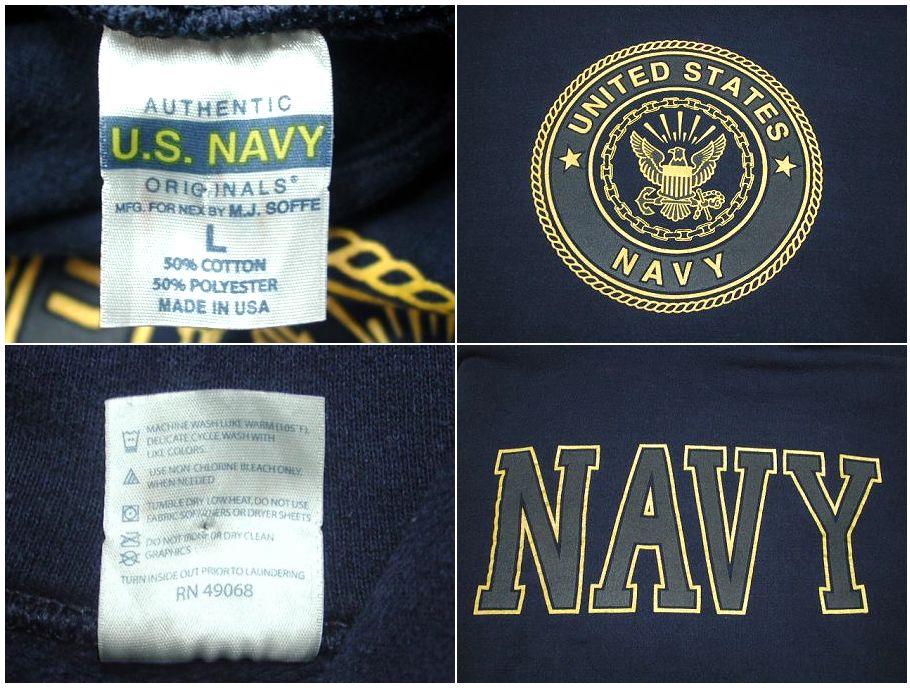 AUTHENTIC
U.S. NAVY
ORIGINALS®
MFG. FOR NEX BY M.J. SOFFE
L
50% COTTON
50% POLYESTER
MADE IN USA
UNITED STATES
NAVY
MACHINE WASH LUKE WARM (105°F),
DELICATE CYCLE, WASH WITH
LIKE COLORS.
USE NON-CHLORINE BLEACH ONLY,
WHEN NEEDED
TUMBLE DRY LOW HEAT, DO NOT USE
FABRIC SOFTENERS OR DRYER SHEETS
DO NOT IRON OR DRY CLEAN
GRAPHICS
TURN INSIDE OUT PRIOR TO LAUNDERING
RN 49068
NAVY